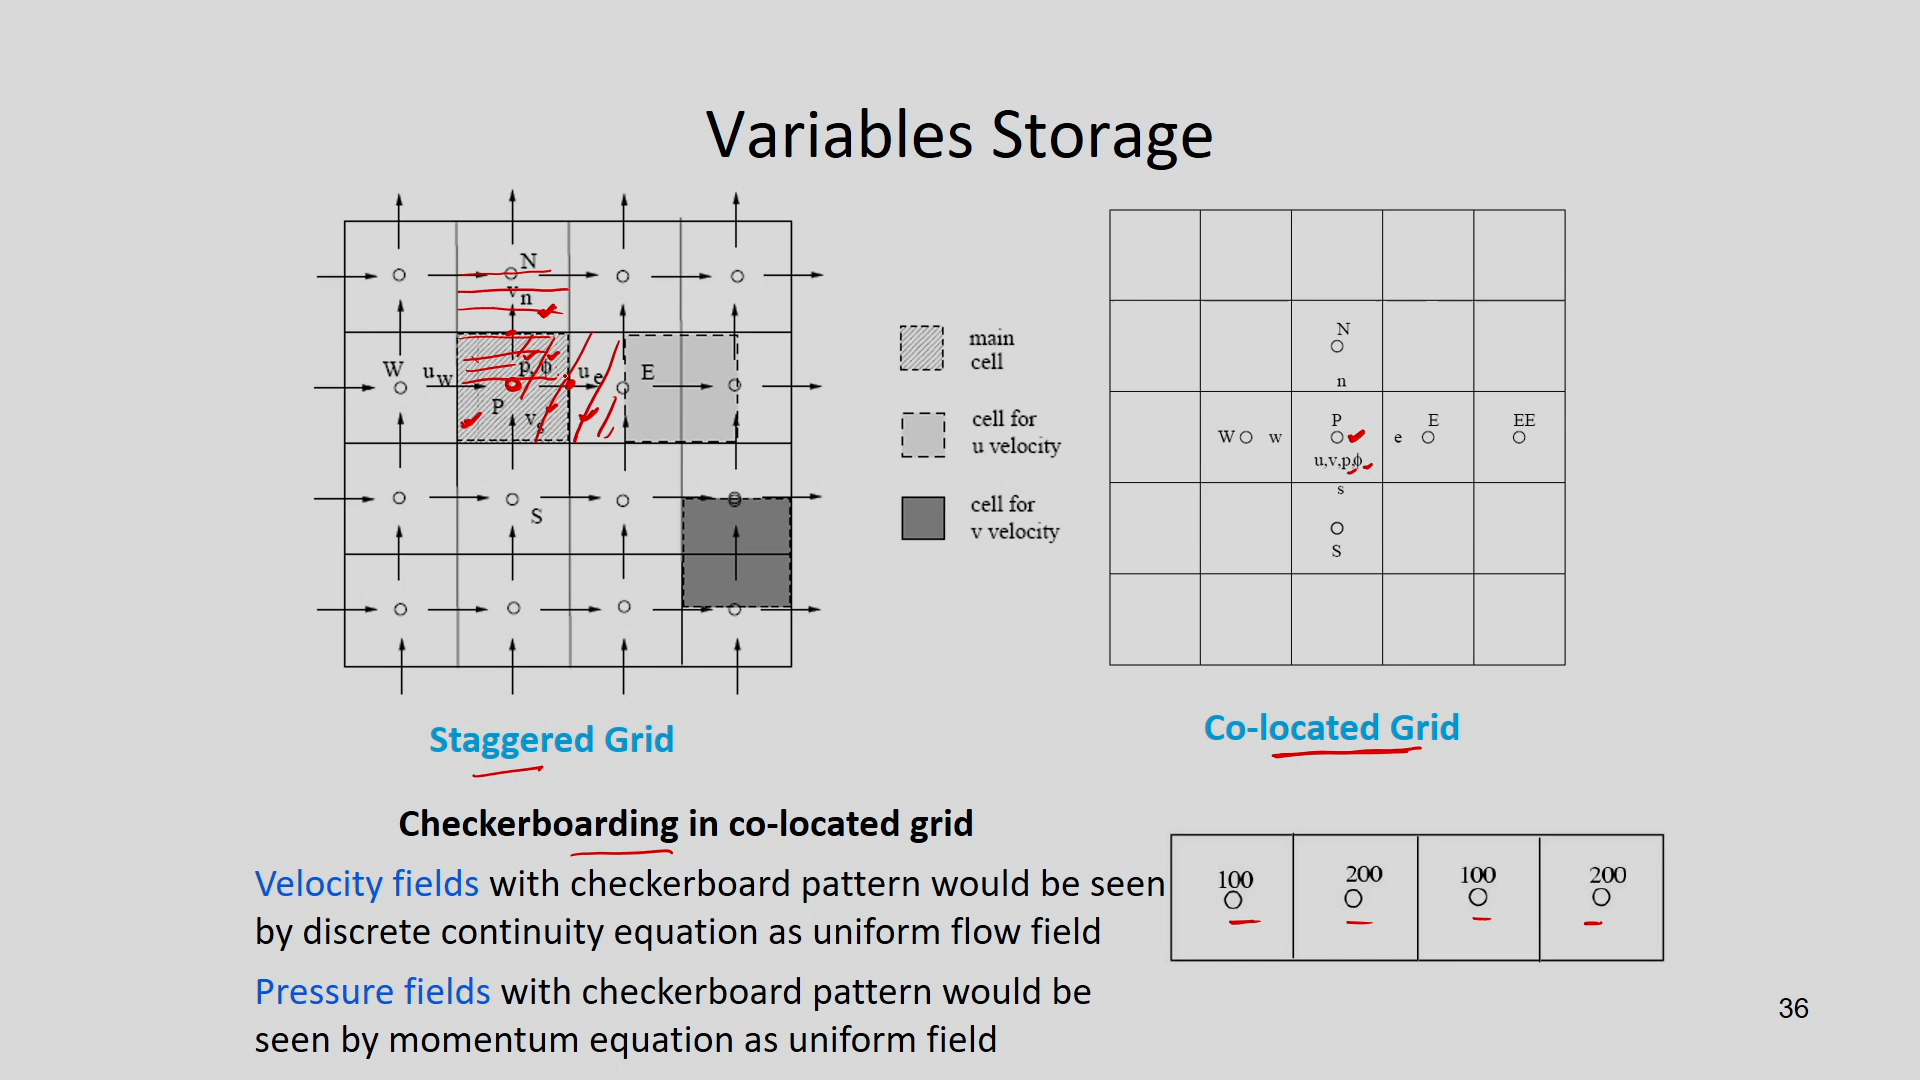 Variables Storage
N
v n
W u w p, ϕ u e E
P
v s
S
main
cell
cell for
u velocity
cell for
v velocity
N
n
P E EE
W w e
u,v,p,ϕ
s
S
Staggered Grid
Co-located Grid
Checkerboarding in co-located grid
Velocity fields with checkerboard pattern would be seen
by discrete continuity equation as uniform flow field
Pressure fields with checkerboard pattern would be
seen by momentum equation as uniform field
100 200 100 200
36